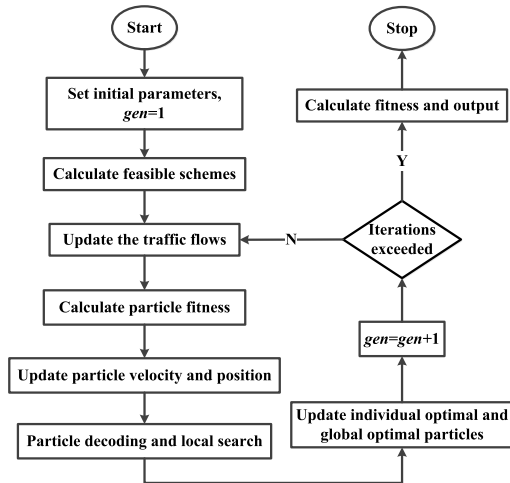 Start
Set initial parameters,
gen=1
Calculate feasible schemes
Update the traffic flows
Calculate particle fitness
Update particle velocity and position
Particle decoding and local search
Update individual optimal and
global optimal particles
gen=gen+1
Iterations
exceeded
N
Y
Calculate fitness and output
Stop